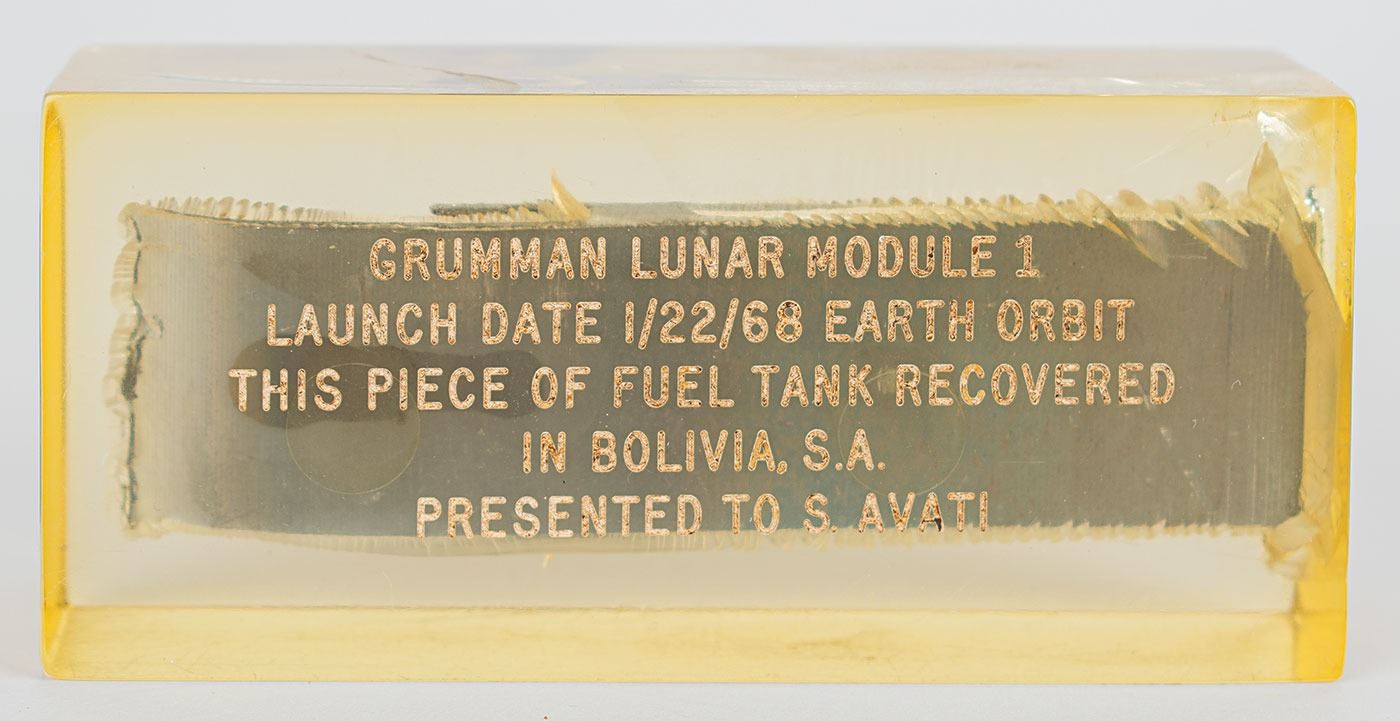 GRUMMAN LUNAR MODULE 1
LAUNCH DATE 1/22/68 EARTH ORBIT
THIS PIECE OF FUEL TANK RECOVERED
IN BOLIVIA, S.A.
PRESENTED TO S. AVATI